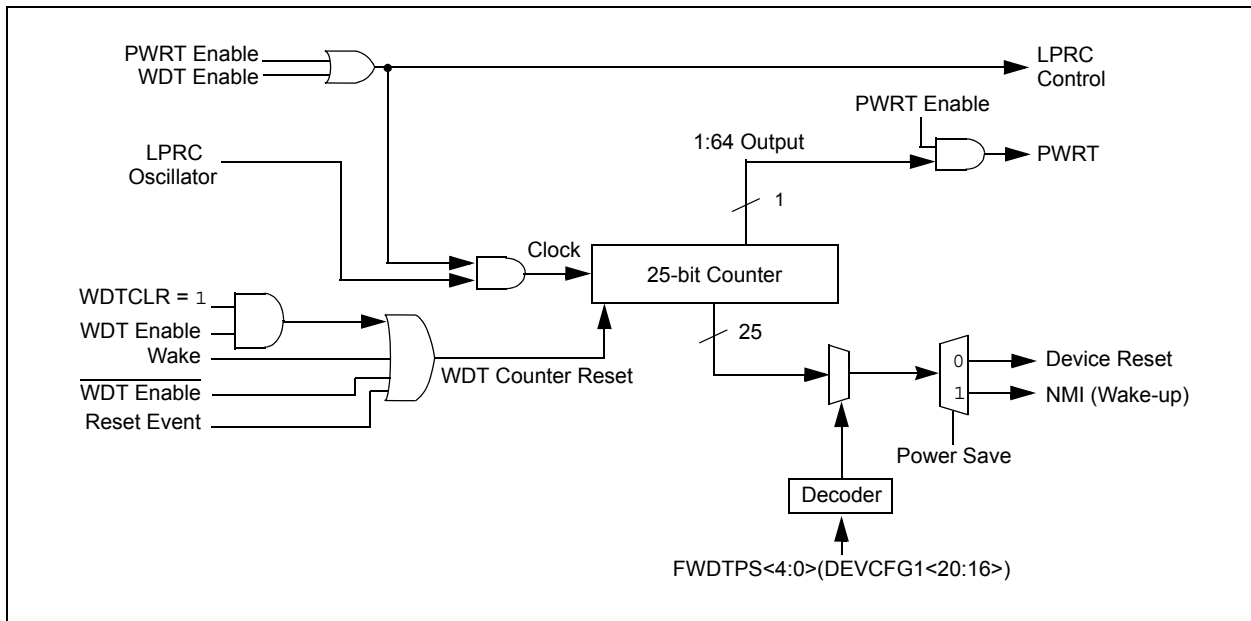 PWRT Enable
WDT Enable
LPRC
Control
PWRT Enable
1:64 Output
PWRT
LPRC
Oscillator
1
Clock
25-bit Counter
WDTCLR = 1
WDT Enable
25
Wake
WDT Counter Reset
0
Device Reset
WDT Enable
1
NMI (Wake-up)
Reset Event
Power Save
Decoder
FWDTPS<4:0>(DEVCFG1<20:16>)